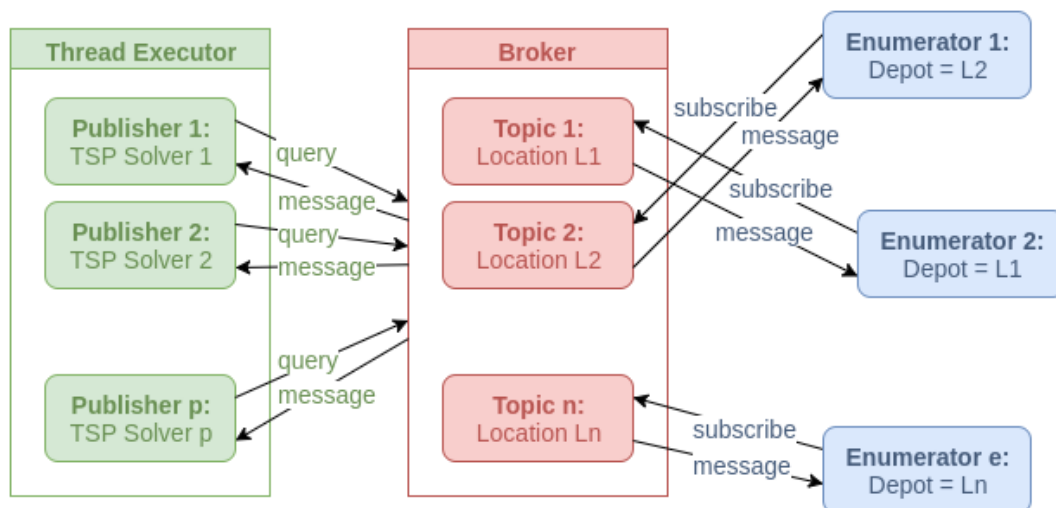 Thread Executor
Publisher 1:
TSP Solver 1
Publisher 2:
TSP Solver 2
Publisher p:
TSP Solver p
query
message
query
message
query
message
Broker
Topic 1:
Location L1
Topic 2:
Location L2
Topic n:
Location Ln
subscribe
message
subscribe
message
subscribe
message
Enumerator 1:
Depot = L2
Enumerator 2:
Depot = L1
Enumerator e:
Depot = Ln